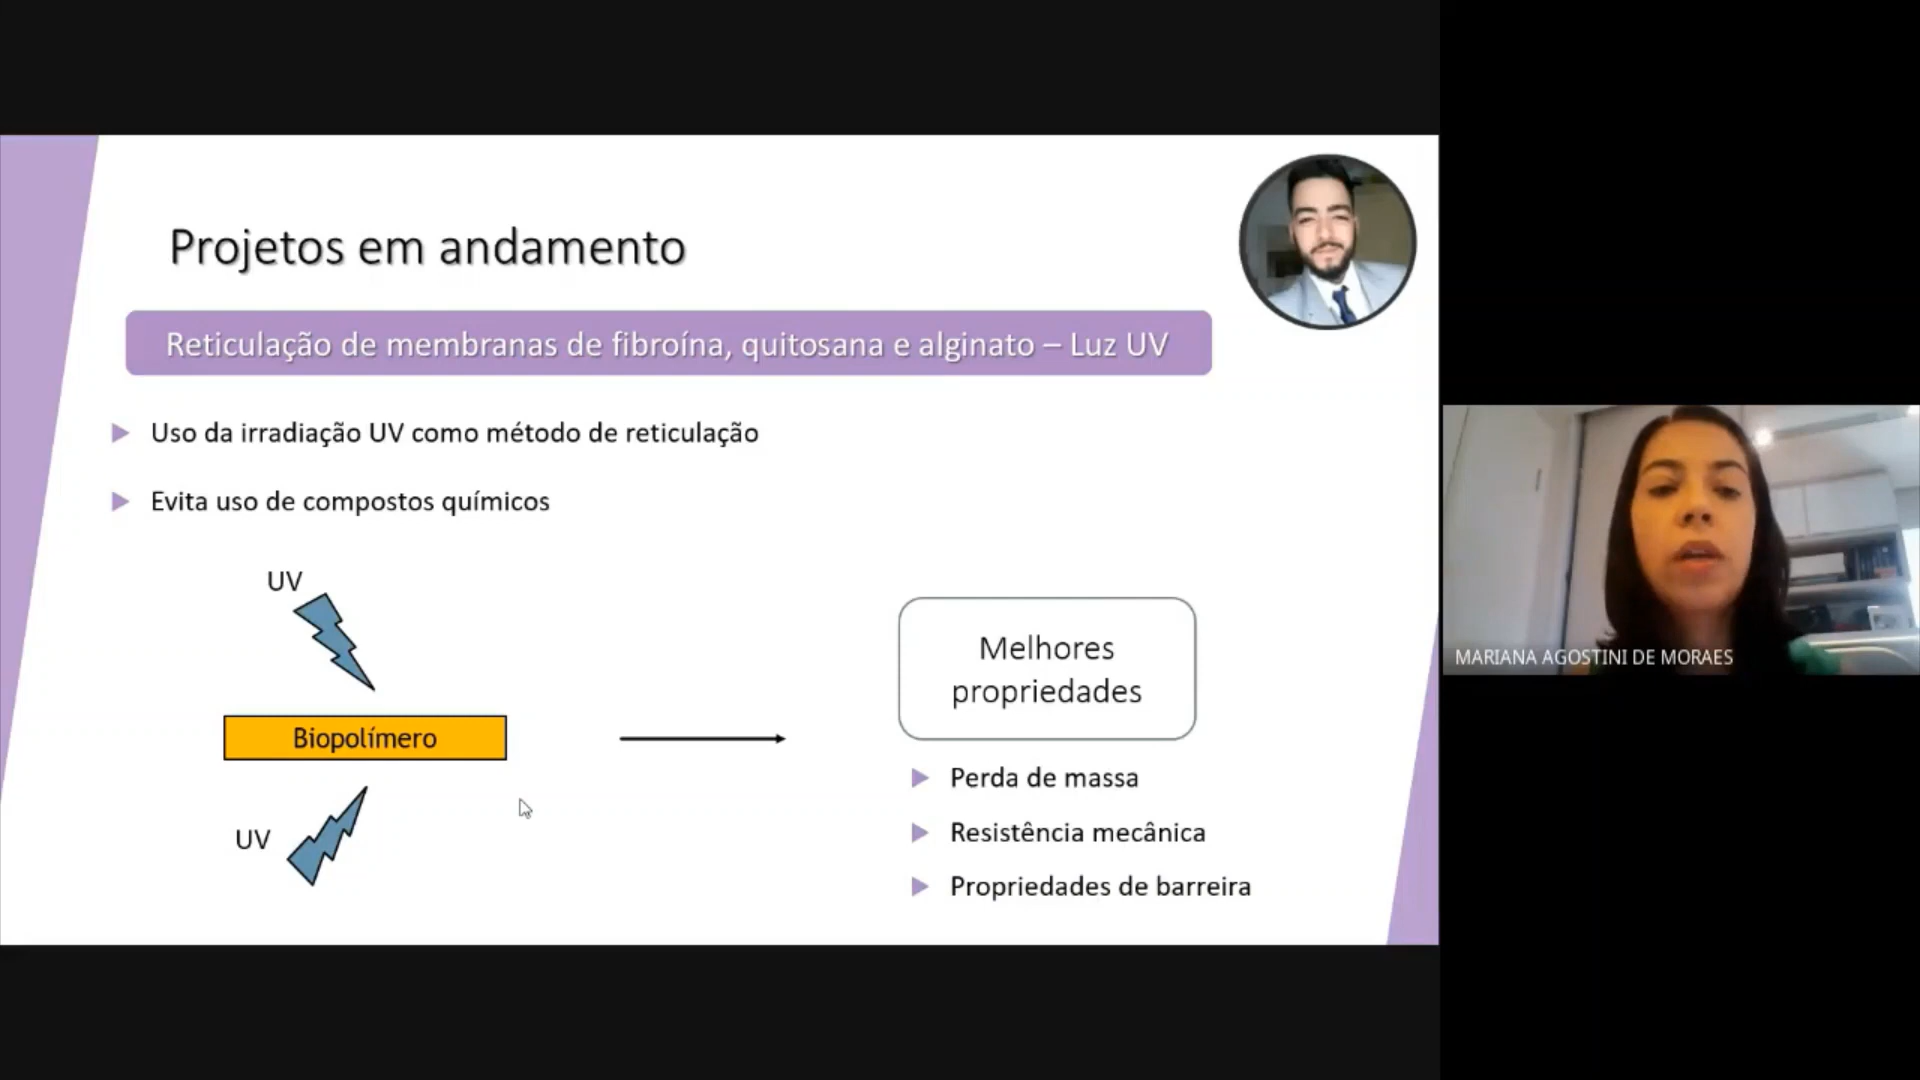 Projetos em andamento
Reticulação de membranas de fibroína, quitosana e alginato – Luz UV
Uso da irradiação UV como método de reticulação
Evita uso de compostos químicos
UV
Biopolímero
UV
Melhores
propriedades
Perda de massa
Resistência mecânica
Propriedades de barreira
MARIANA AGOSTINI DE MORAES